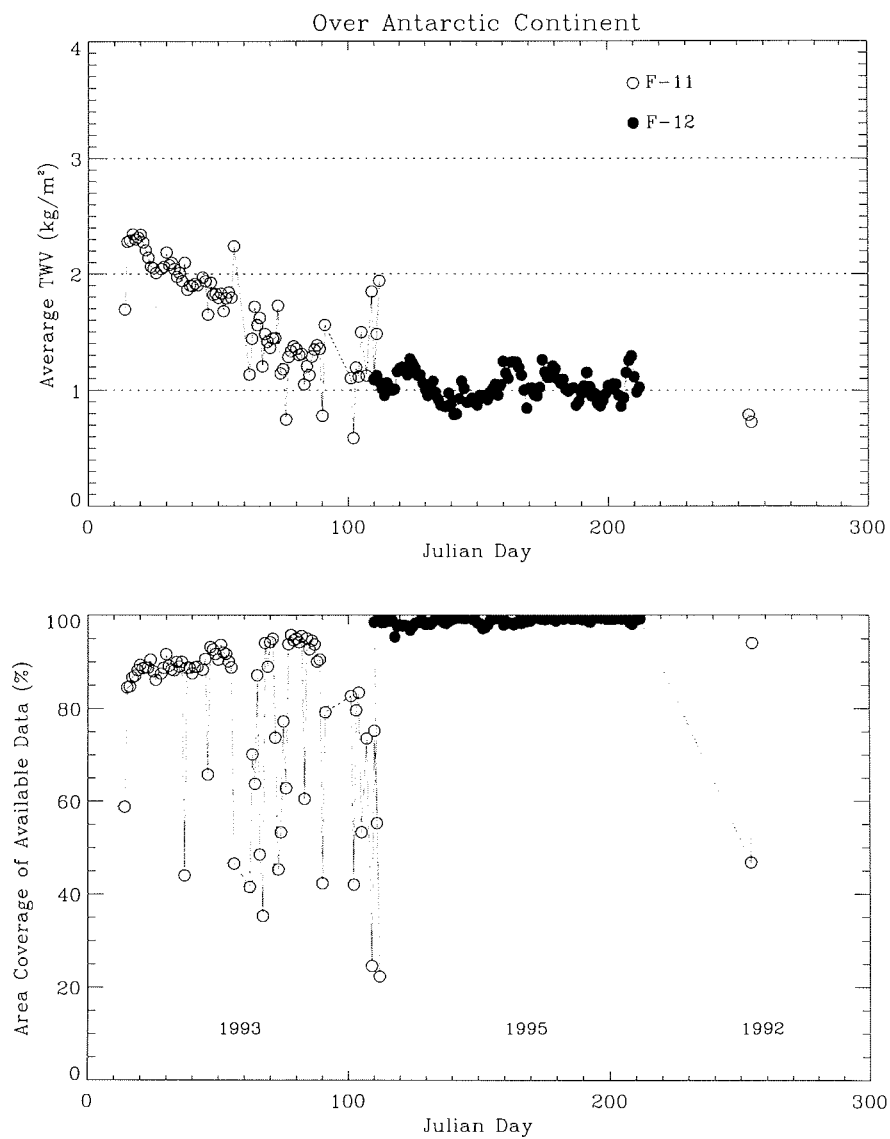 Over Antarctic Continent
4
3
2
1
0
Averarge TWV (kg/m²)
F-11
F-12
0 100 200 300
Julian Day
100
80
60
40
20
0
Area Coverage of Available Data (%)
1993 1995 1992
0 100 200 300
Julian Day